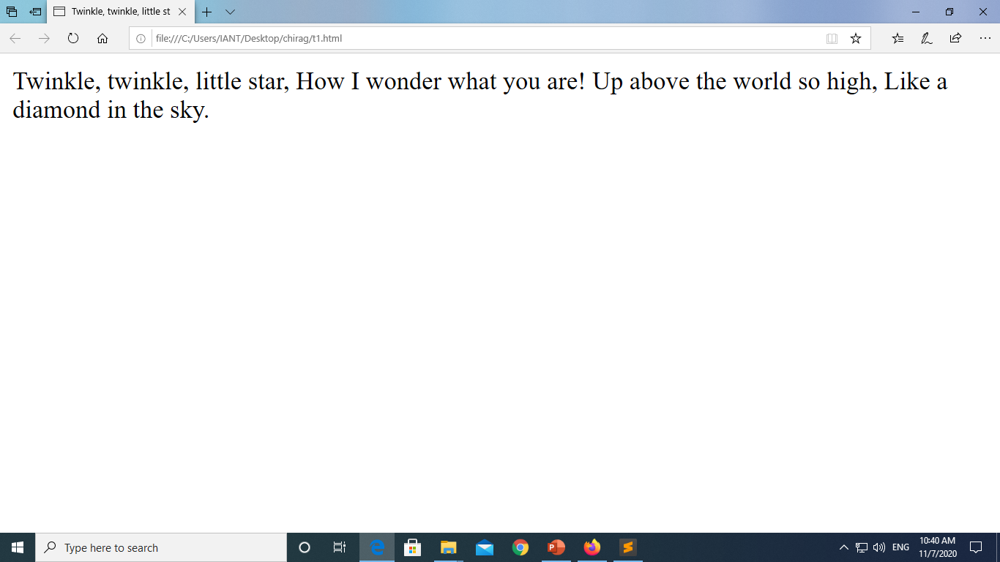 Twinkle, twinkle, little st
file:///C:/Users/IANT/Desktop/chirag/t1.html
Twinkle, twinkle, little star, How I wonder what you are! Up above the world so high, Like a
diamond in the sky.
Type here to search
ENG
10:40 AM
11/7/2020